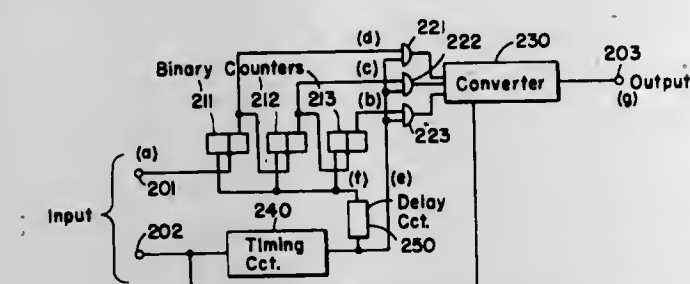 221
(d)
222
230
203
Binary Counters
(c)
Converter
Output
211
212
213
(b)
(g)
223
(a)
201
(f)
(e)
Input
240
Delay
Cct.
202
Timing
Cct.
250